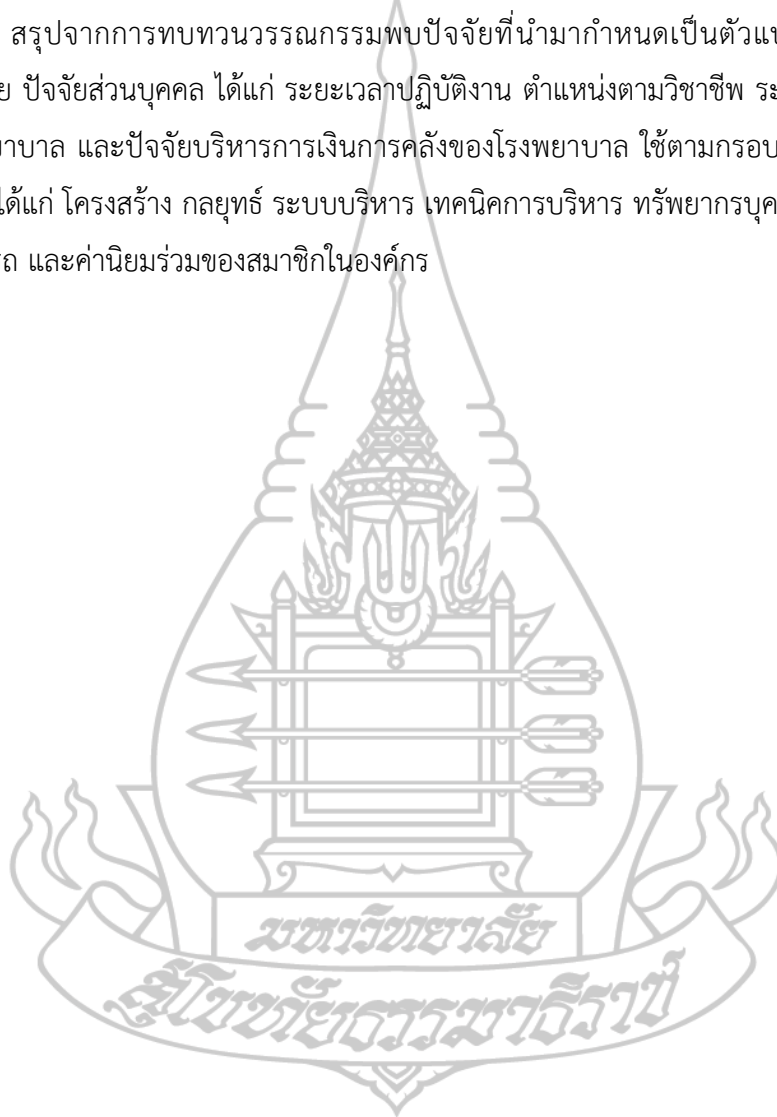 สรุปจากการทบทวนวรรณกรรมพบปัจจัยที่นำมากำหนดเป็นตัวแป
ย ปัจจัยส่วนบุคคล ได้แก่ ระยะเวลาปฏิบัติงาน ตำแหน่งตามวิชาชีพ ระ
ยาบาล และปัจจัยบริหารการเงินการคลังของโรงพยาบาล ใช้ตามกรอบ
ได้แก่ โครงสร้าง กลยุทธ์ ระบบบริหาร เทคนิคการบริหาร ทรัพยากรบุค
รถ และค่านิยมร่วมของสมาชิกในองค์กร
มหาวิทยาลัย
สุโขทัยธรรมาธิราช